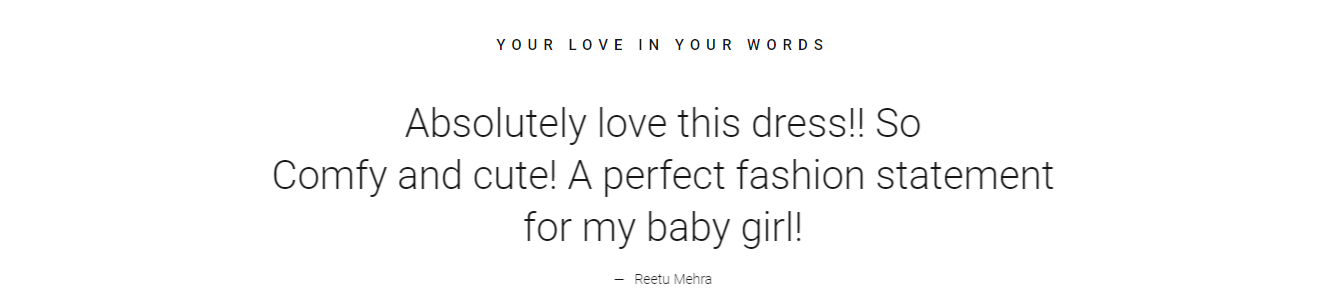 YOUR LOVE IN YOUR WORDS
Absolutely love this dress!! So
Comfy and cute! A perfect fashion statement
for my baby girl!
— Reetu Mehra